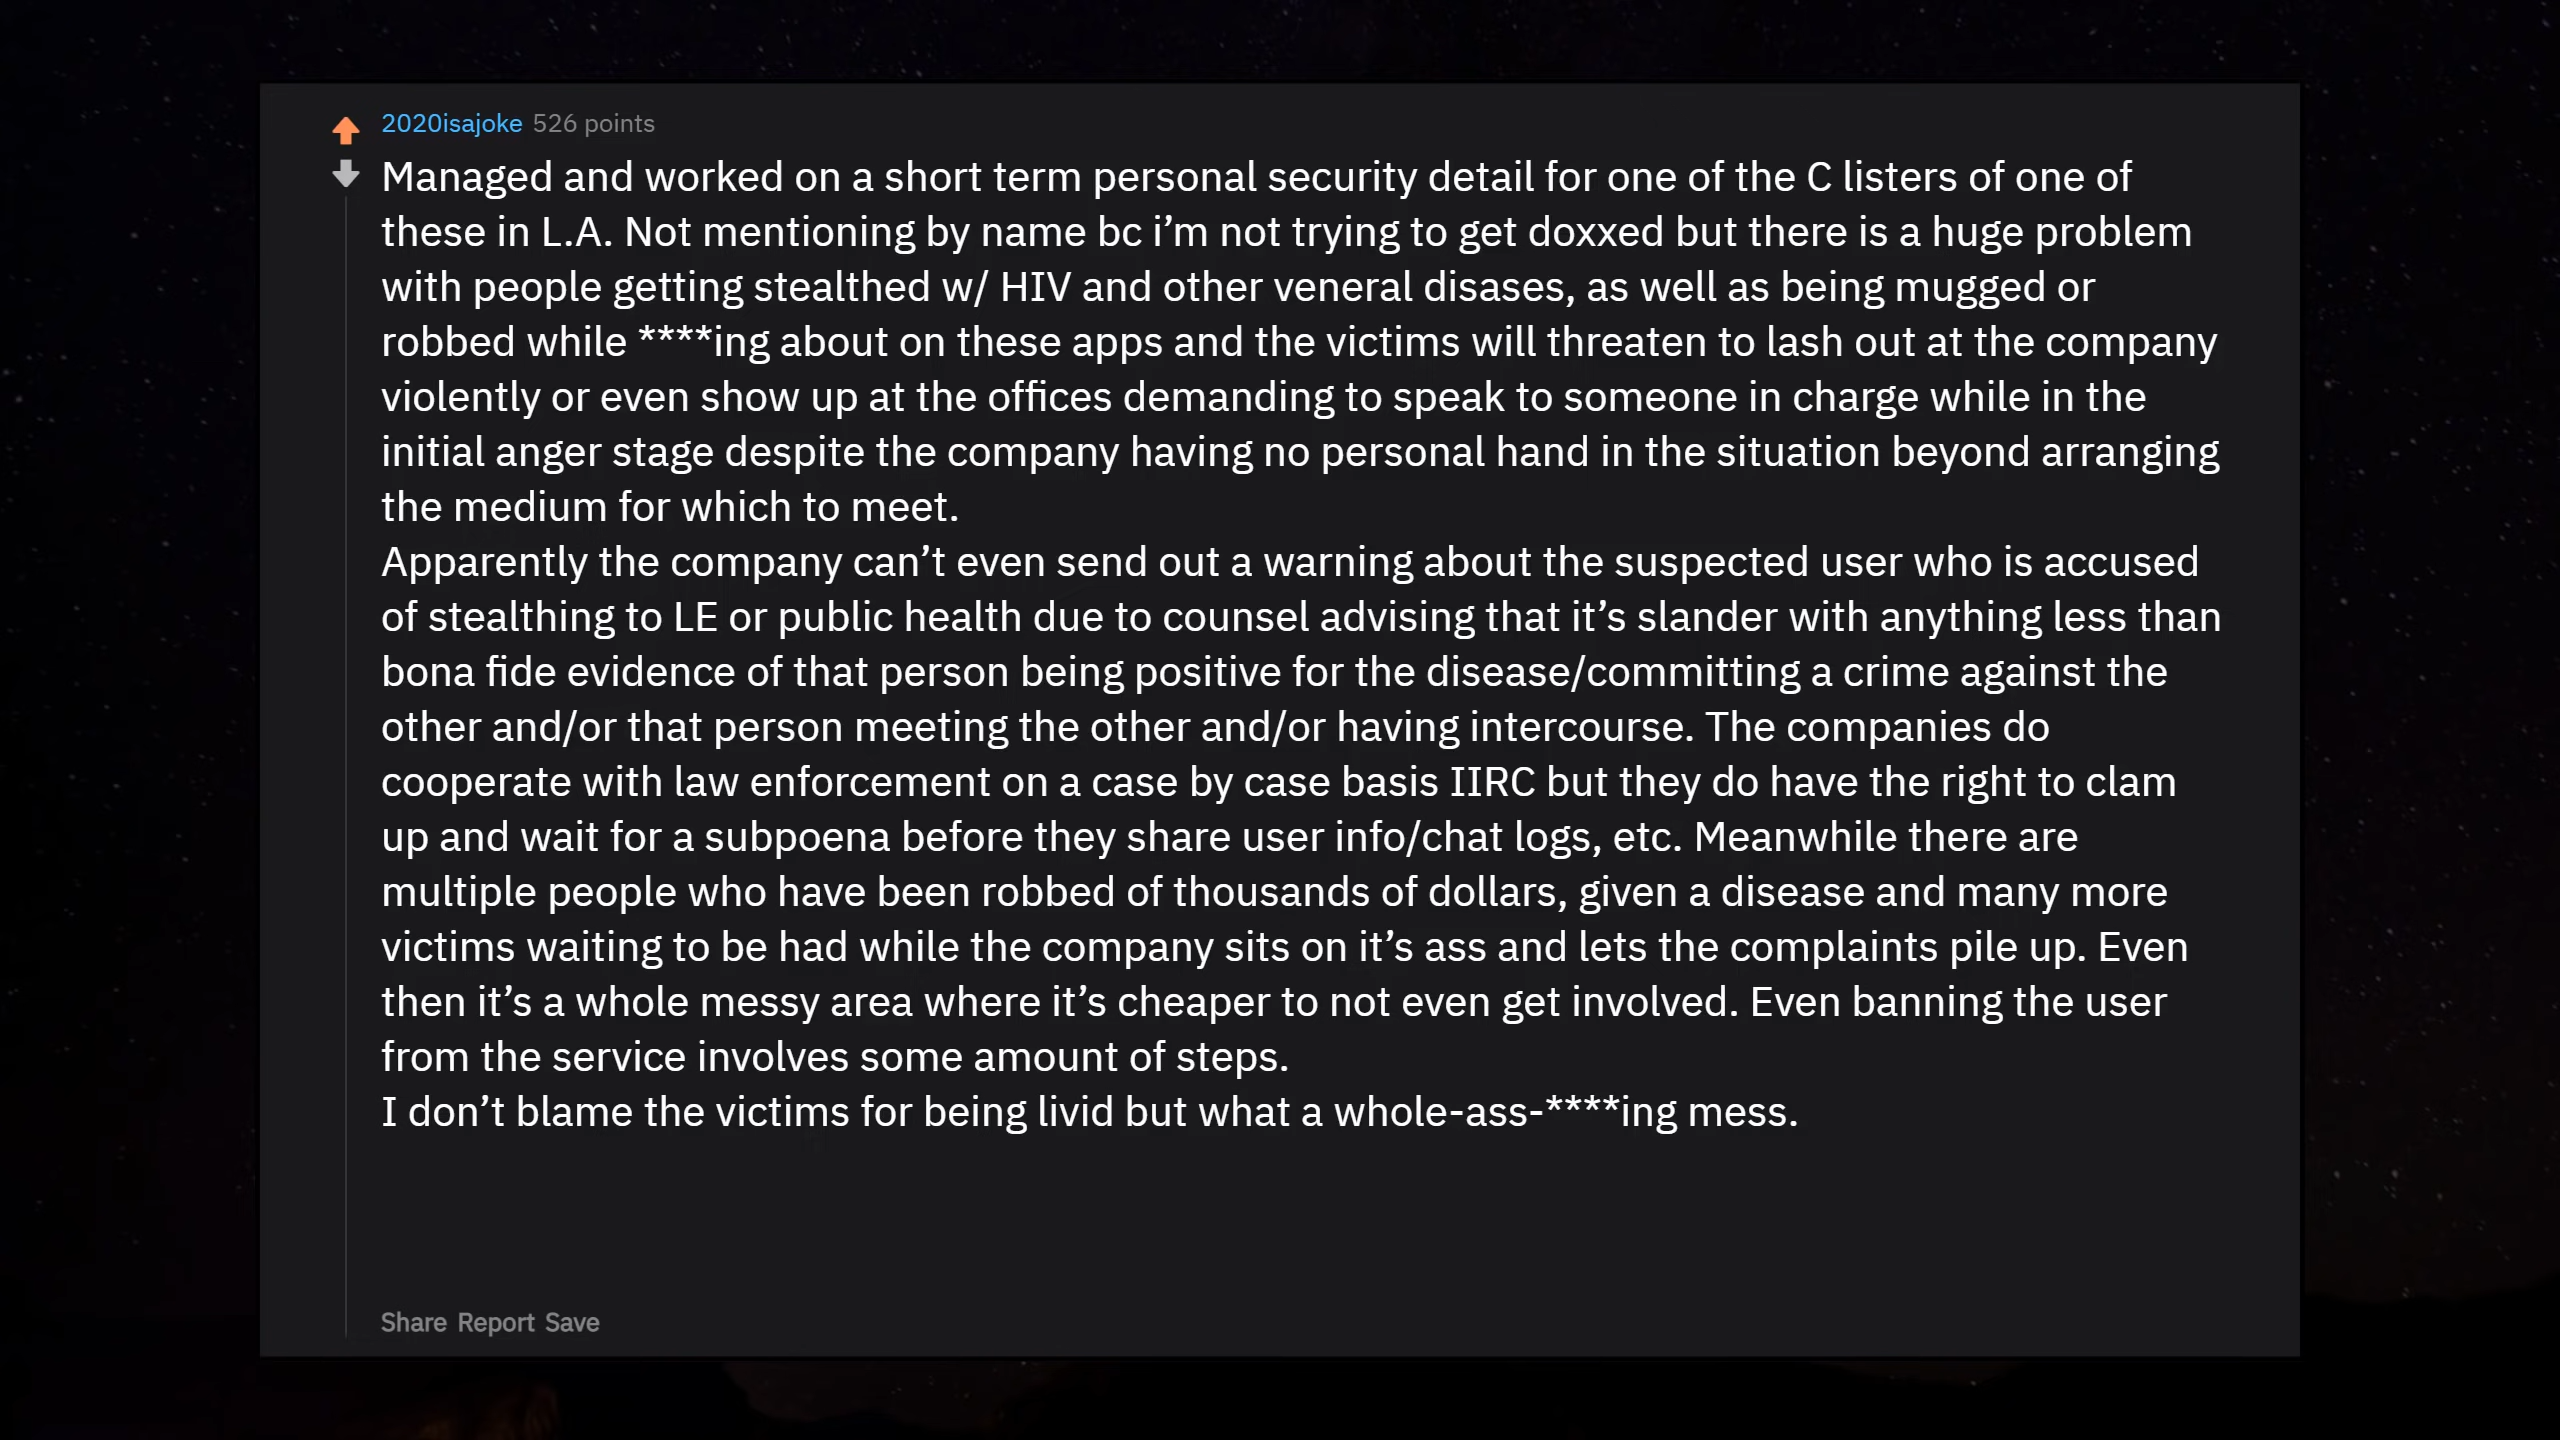 2020isajoke 526 points
Managed and worked on a short term personal security detail for one of the C listers of one of
these in L.A. Not mentioning by name bc i’m not trying to get doxxed but there is a huge problem
with people getting stealthed w/ HIV and other veneral disases, as well as being mugged or
robbed while ****ing about on these apps and the victims will threaten to lash out at the company
violently or even show up at the offices demanding to speak to someone in charge while in the
initial anger stage despite the company having no personal hand in the situation beyond arranging
the medium for which to meet.
Apparently the company can’t even send out a warning about the suspected user who is accused
of stealthing to LE or public health due to counsel advising that it’s slander with anything less than
bona fide evidence of that person being positive for the disease/committing a crime against the
other and/or that person meeting the other and/or having intercourse. The companies do
cooperate with law enforcement on a case by case basis IIRC but they do have the right to clam
up and wait for a subpoena before they share user info/chat logs, etc. Meanwhile there are
multiple people who have been robbed of thousands of dollars, given a disease and many more
victims waiting to be had while the company sits on it’s ass and lets the complaints pile up. Even
then it’s a whole messy area where it’s cheaper to not even get involved. Even banning the user
from the service involves some amount of steps.
I don’t blame the victims for being livid but what a whole-ass-****ing mess.
Share Report Save